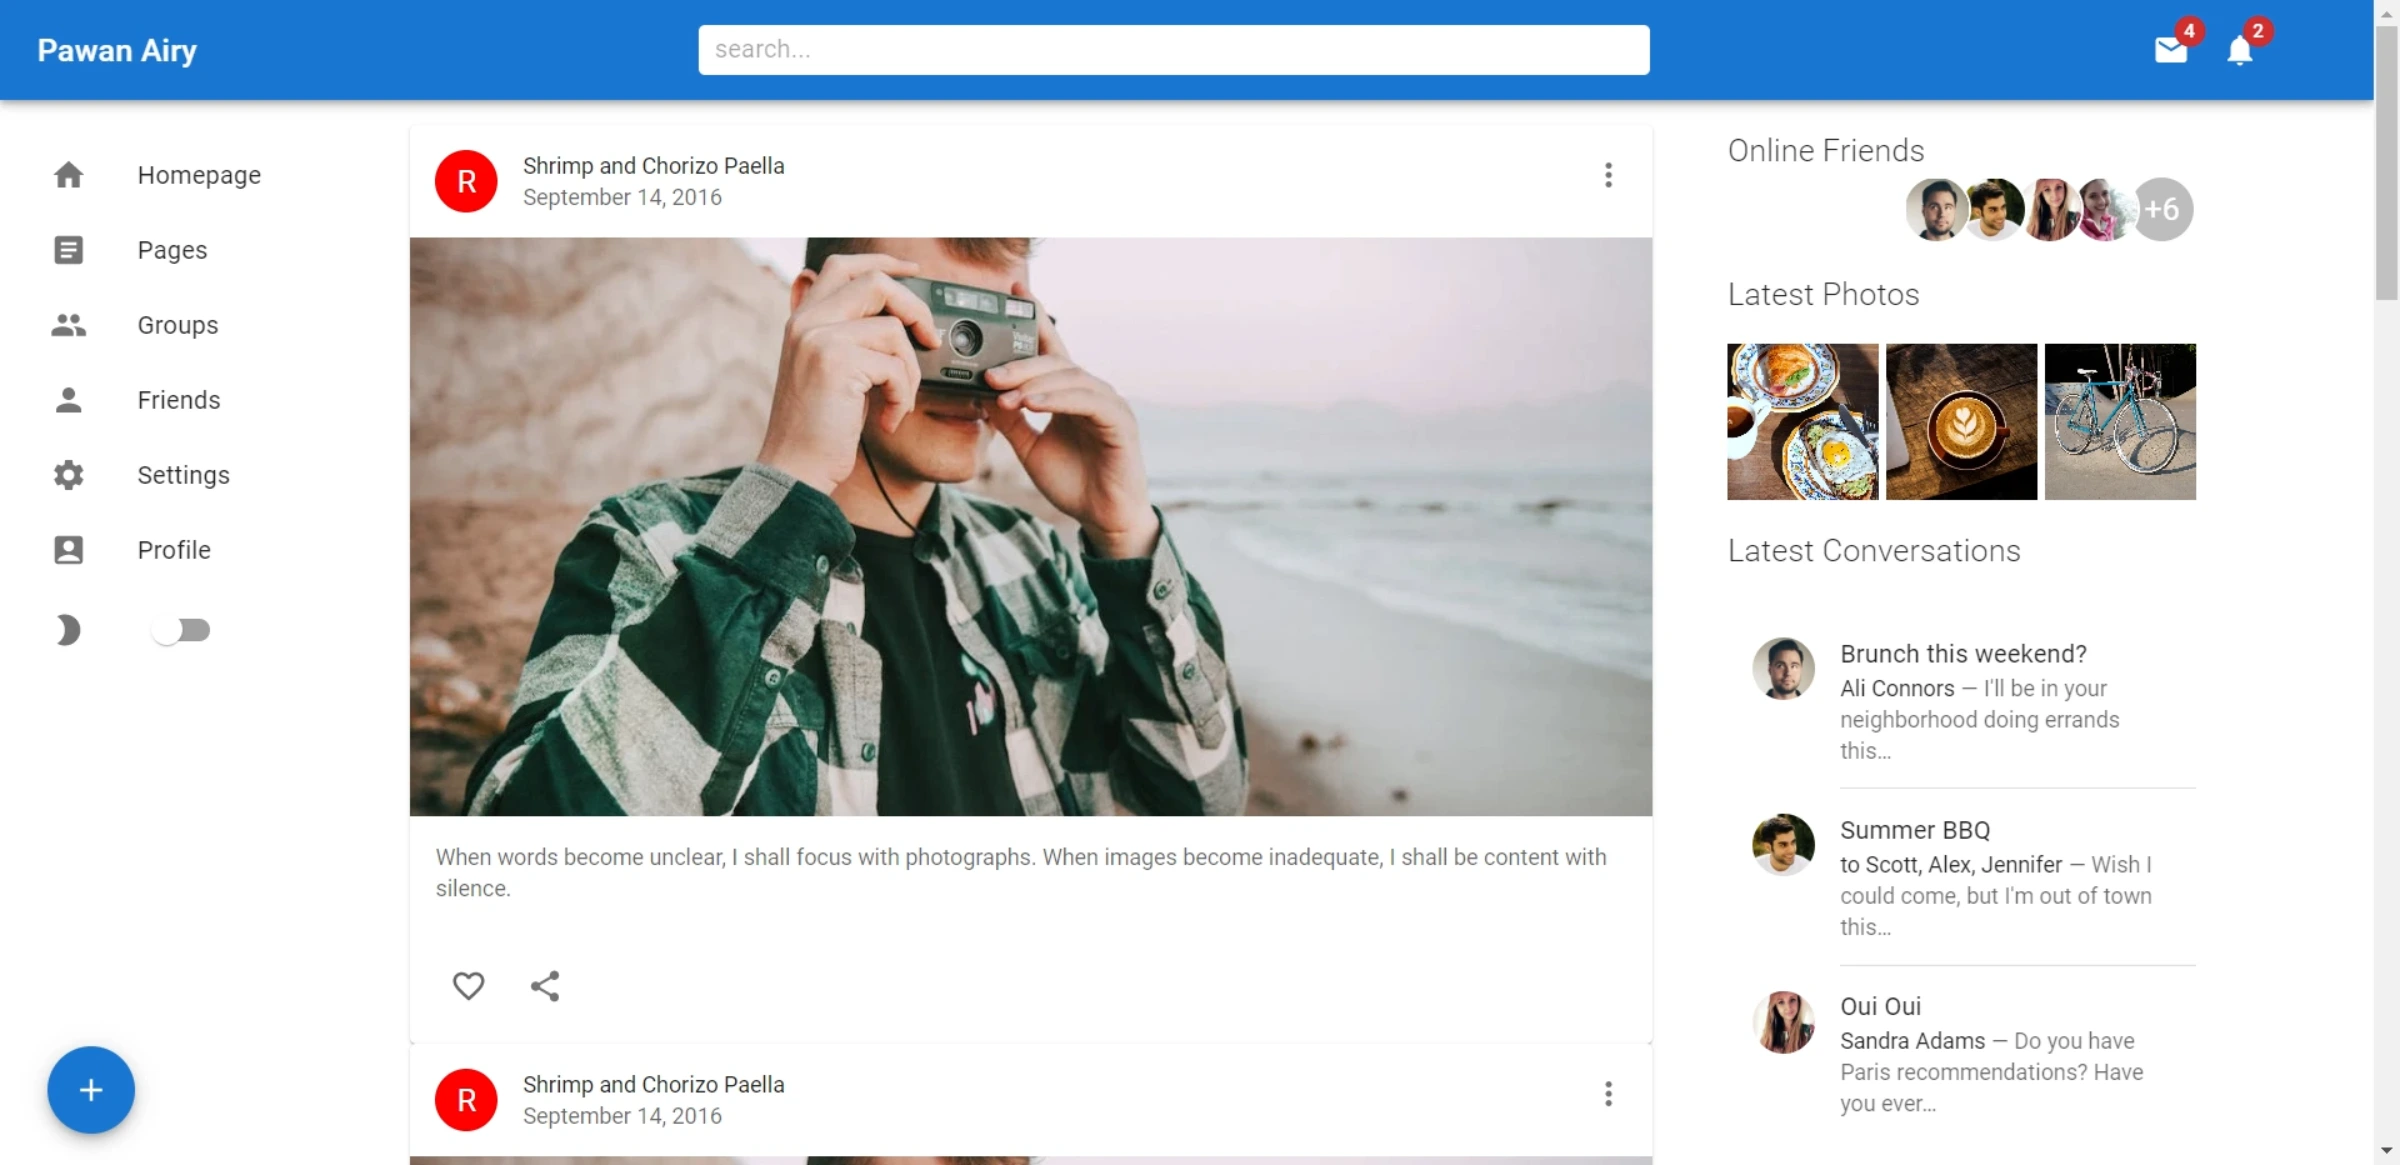 Pawan Airy
search...
4
2
Homepage
Pages
Groups
Friends
Settings
Profile
R
Shrimp and Chorizo Paella
September 14, 2016
When words become unclear, I shall focus with photographs. When images become inadequate, I shall be content with
silence.
R
Shrimp and Chorizo Paella
September 14, 2016
+
Online Friends
+6
Latest Photos
Latest Conversations
Brunch this weekend?
Ali Connors — I'll be in your
neighborhood doing errands
this…
Summer BBQ
to Scott, Alex, Jennifer — Wish I
could come, but I'm out of town
this…
Oui Oui
Sandra Adams — Do you have
Paris recommendations? Have
you ever…